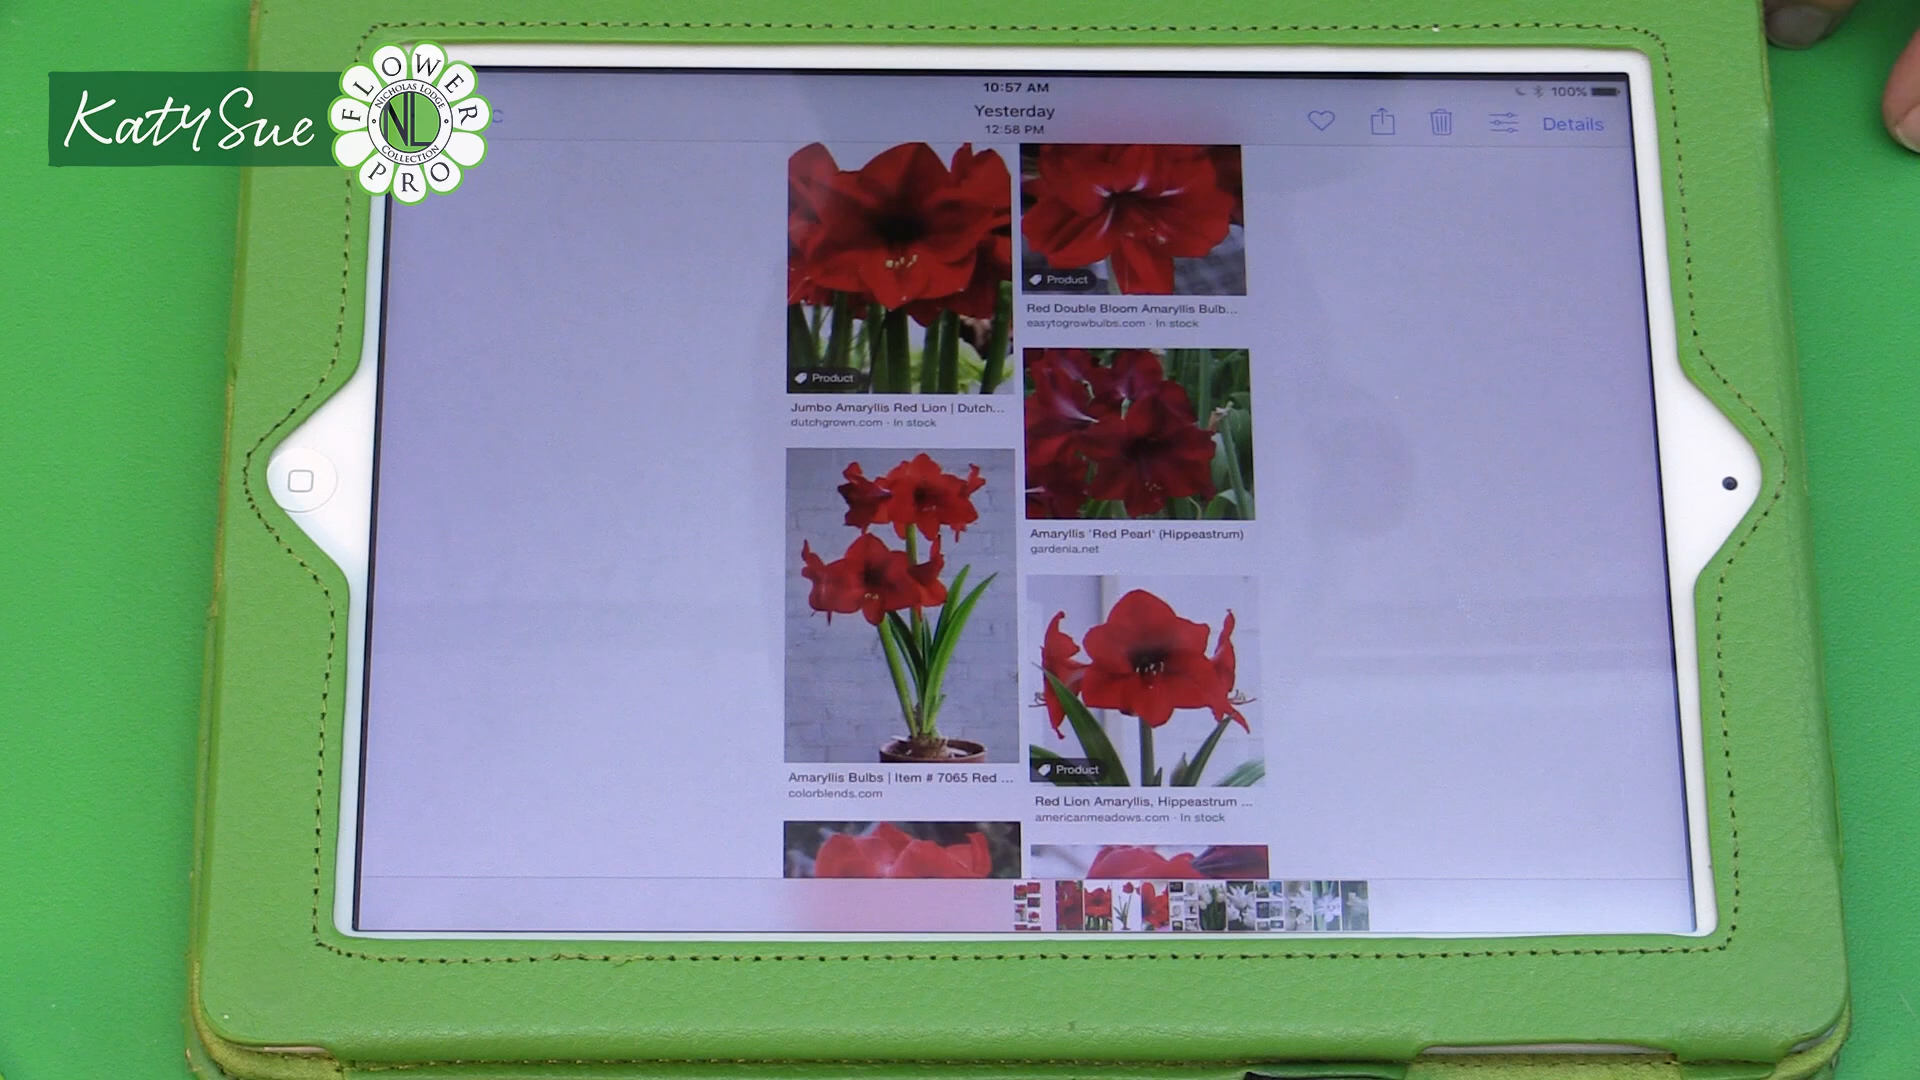 Katy Sue
FLOWER PRO
NICHOLAS LODGE
NL
COLLECTION
10:57 AM
100%
Yesterday
12:58 PM
Details
Product
Jumbo Amaryllis Red Lion | Dutch...
dutchgrown.com · In stock
Amaryllis Bulbs | Item # 7065 Red ...
colorblends.com
Product
Red Double Bloom Amaryllis Bulb...
easytogrowbulbs.com · In stock
Amaryllis 'Red Pearl' (Hippeastrum)
gardenia.net
Product
Red Lion Amaryllis, Hippeastrum ...
americanmeadows.com · In stock